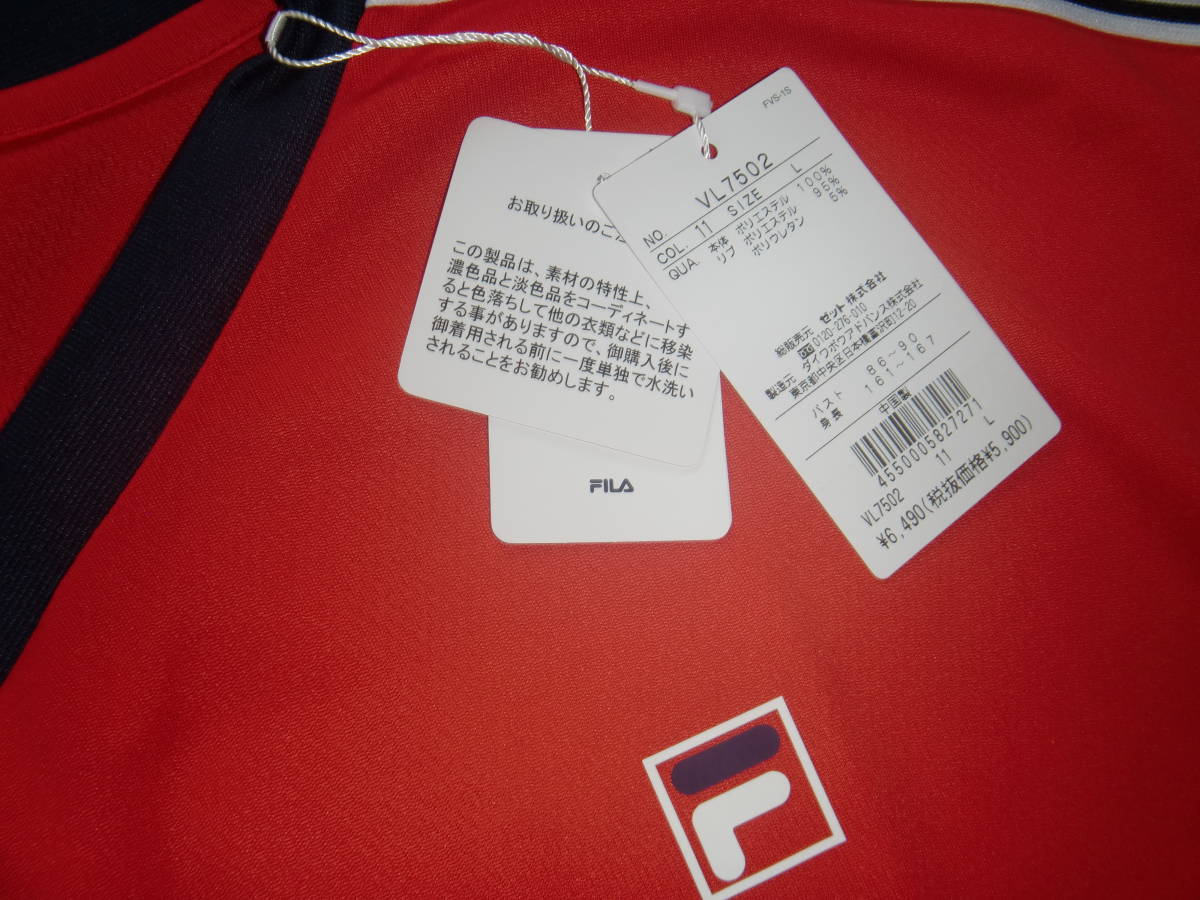 お取り扱いのご
この製品は、素材の特性上、
濃色品と淡色品をコーディネートす
ると色落ちして他の衣類などに移染
する事がありますので、御購入後に
御着用される前に一度単独で水洗い
されることをお勧めします。
FILA
FVS-1S
NO. VL7502
COL. 11 SIZE L
QUA. 本体 ポリエステル 100%
リブ ポリエステル 95%
ポリウレタン 5%
総販売元 ゼット株式会社
0120-276-010
製造元 ダイワボウアドバンス株式会社
東京都中央区日本橋富沢町12-20
バスト 86~90
身長 161~167
中国製
4550005827271
VL7502 11 L
¥6,490(税抜価格¥5,900)